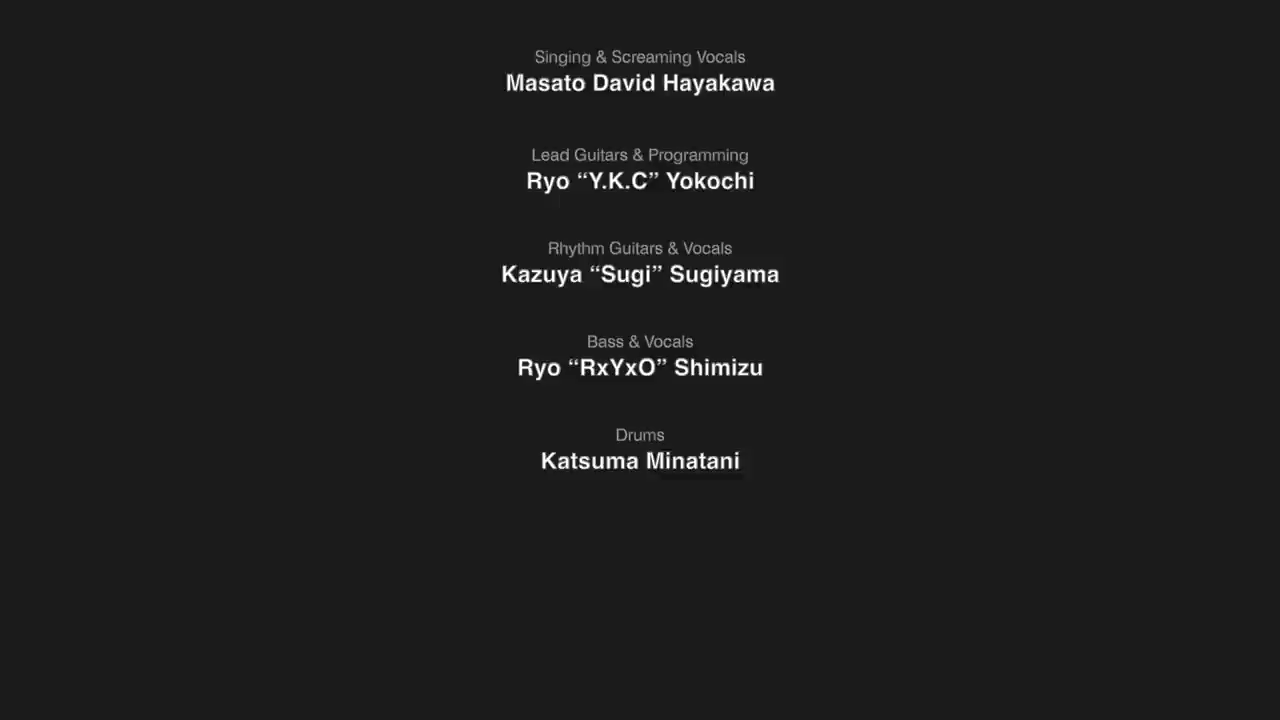 Singing & Screaming Vocals
Masato David Hayakawa
Lead Guitars & Programming
Ryo “Y.K.C” Yokochi
Rhythm Guitars & Vocals
Kazuya “Sugi” Sugiyama
Bass & Vocals
Ryo “RxYxO” Shimizu
Drums
Katsuma Minatani